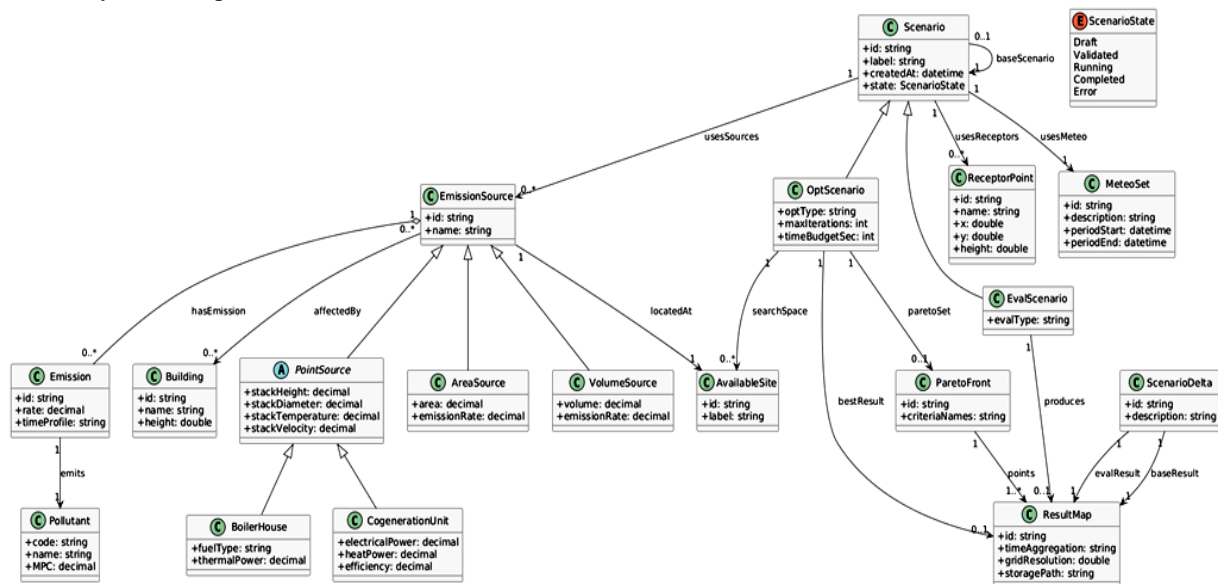 C Scenario
+id: string
+label: string
+createdAt: datetime
+state: ScenarioState
0..1
1
baseScenario
E ScenarioState
Draft
Validated
Running
Completed
Error
1
1
1
usesSources
usesReceptors
usesMeteo
0..*
0..*
1
C EmissionSource
+id: string
+name: string
1
0..*
1
C OptScenario
+optType: string
+maxIterations: int
+timeBudgetSec: int
1
1
1
C ReceptorPoint
+id: string
+name: string
+x: double
+y: double
+height: double
C MeteoSet
+id: string
+description: string
+periodStart: datetime
+periodEnd: datetime
C EvalScenario
+evalType: string
1
hasEmission
affectedBy
locatedAt
searchSpace
paretoSet
0..*
0..*
1
0..*
0..1
C Emission
+id: string
+rate: decimal
+timeProfile: string
1
C Building
+id: string
+name: string
+height: double
A PointSource
+stackHeight: decimal
+stackDiameter: decimal
+stackTemperature: decimal
+stackVelocity: decimal
C AreaSource
+area: decimal
+emissionRate: decimal
C VolumeSource
+volume: decimal
+emissionRate: decimal
C AvailableSite
+id: string
+label: string
bestResult
C ParetoFront
+id: string
+criteriaNames: string
1
produces
C ScenarioDelta
+id: string
+description: string
1
1
emits
1
points
evalResult
baseResult
1..*
0..1
1
1
C Pollutant
+code: string
+name: string
+MPC: decimal
C BoilerHouse
+fuelType: string
+thermalPower: decimal
C CogenerationUnit
+electricalPower: decimal
+heatPower: decimal
+efficiency: decimal
0..1
C ResultMap
+id: string
+timeAggregation: string
+gridResolution: double
+storagePath: string